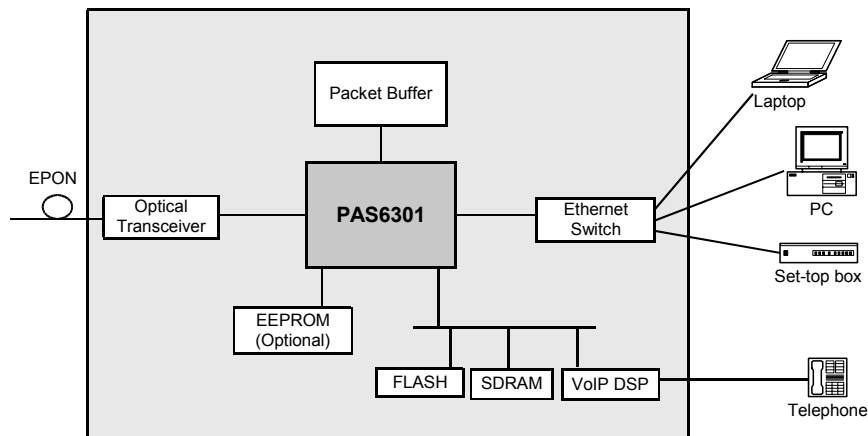 Packet Buffer
Laptop
EPON
Optical
Transceiver
PAS6301
Ethernet
Switch
PC
Set-top box
EEPROM
(Optional)
FLASH
SDRAM
VoIP DSP
Telephone